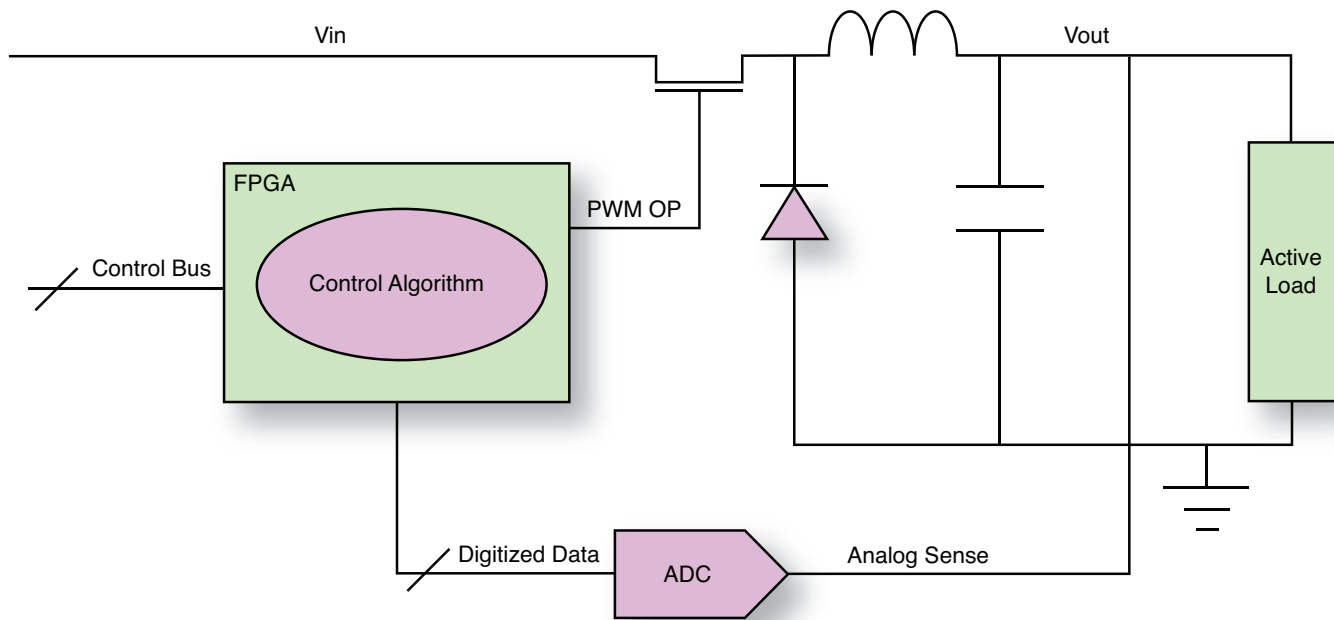 Vin
Vout
FPGA
PWM OP
Control Bus
Control Algorithm
Active
Load
Digitized Data
ADC
Analog Sense